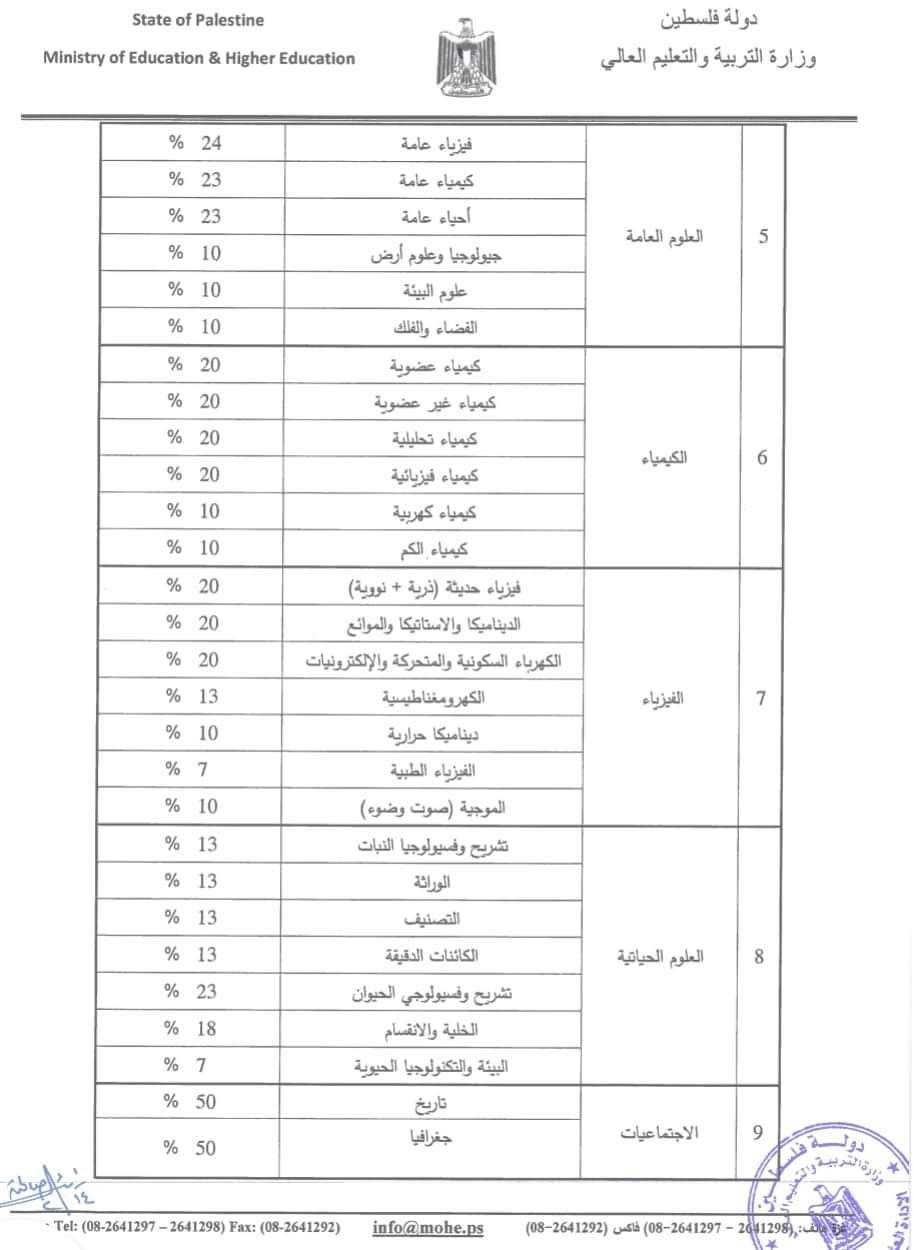 State of Palestine
Ministry of Education & Higher Education
دولة فلسطين
وزارة التربية والتعليم العالي
فلسطين
5 العلوم العامة
فيزياء عامة 24 %
كيمياء عامة 23 %
أحياء عامة 23 %
جيولوجيا وعلوم أرض 10 %
علوم البيئة 10 %
الفضاء والفلك 10 %
6 الكيمياء
كيمياء عضوية 20 %
كيمياء غير عضوية 20 %
كيمياء تحليلية 20 %
كيمياء فيزيائية 20 %
كيمياء كهربية 10 %
كيمياء الكم 10 %
7 الفيزياء
فيزياء حديثة (ذرية + نووية) 20 %
الديناميكا والاستاتيكا والموائع 20 %
الكهرباء السكونية والمتحركة والإلكترونيات 20 %
الكهرومغناطيسية 13 %
ديناميكا حرارية 10 %
الفيزياء الطبية 7 %
الموجية (صوت وضوء) 10 %
8 العلوم الحياتية
تشريح وفسيولوجيا النبات 13 %
الوراثة 13 %
التصنيف 13 %
الكائنات الدقيقة 13 %
تشريح وفسيولوجي الحيوان 23 %
الخلية والانقسام 18 %
البيئة والتكنولوجيا الحيوية 7 %
9 الاجتماعيات
تاريخ 50 %
جغرافيا 50 %
دولة فلسطين
وزارة التربية والتعليم
Tel: (08-2641297 – 2641298) Fax: (08-2641292)
info@mohe.ps
غزة هاتف: (08-2641297 – 2641298) فاكس (08-2641292)